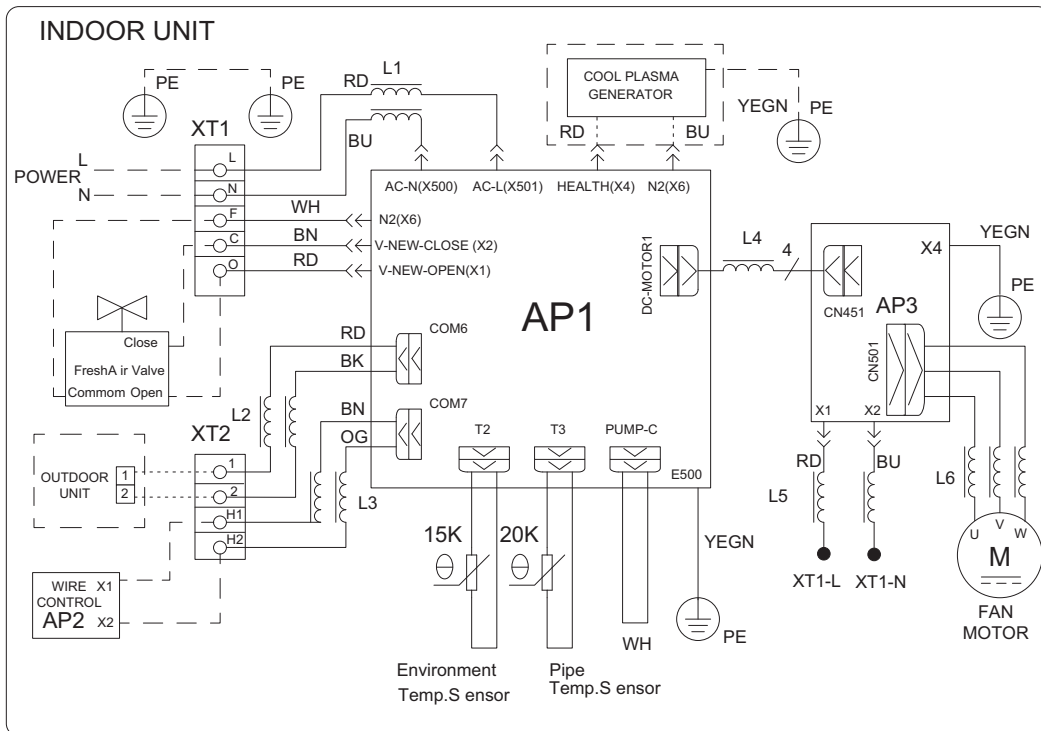 INDOOR UNIT
PE
PE
L1
RD
BU
COOL PLASMA
GENERATOR
YEGN
PE
RD
BU
XT1
L
N
F
C
O
L
POWER
N
AC-N(X500)
AC-L(X501)
HEALTH(X4)
N2(X6)
WH
BN
RD
N2(X6)
V-NEW-CLOSE (X2)
V-NEW-OPEN(X1)
AP1
DC-MOTOR1
L4
4
CN451
X4
YEGN
PE
AP3
CN501
X1
X2
RD
BU
L5
XT1-L
XT1-N
L6
U
V
W
M
FAN
MOTOR
Close
FreshA ir Valve
Commom Open
RD
BK
COM6
BN
OG
COM7
L2
L3
XT2
1
2
H1
H2
OUTDOOR
UNIT
1
2
WIRE X1
CONTROL
AP2 X2
T2
T3
PUMP-C
E500
15K
20K
YEGN
PE
WH
Environment
Temp.S ensor
Pipe
Temp.S ensor